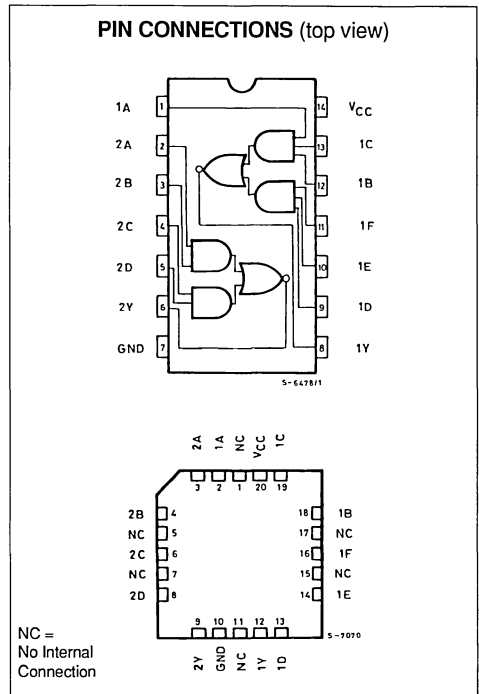 PIN CONNECTIONS (top view)
1A 1 14 VCC
2A 2 13 1C
2B 3 12 1B
2C 4 11 1F
2D 5 10 1E
2Y 6 9 1D
GND 7 8 1Y
S-6478/1
2A 1A NC VCC 1C
3 2 1 20 19
2B 4 18 1B
NC 5 17 NC
2C 6 16 1F
NC 7 15 NC
2D 8 14 1E
9 10 11 12 13
S-7070
2Y GND NC 1Y 1D
NC =
No Internal
Connection